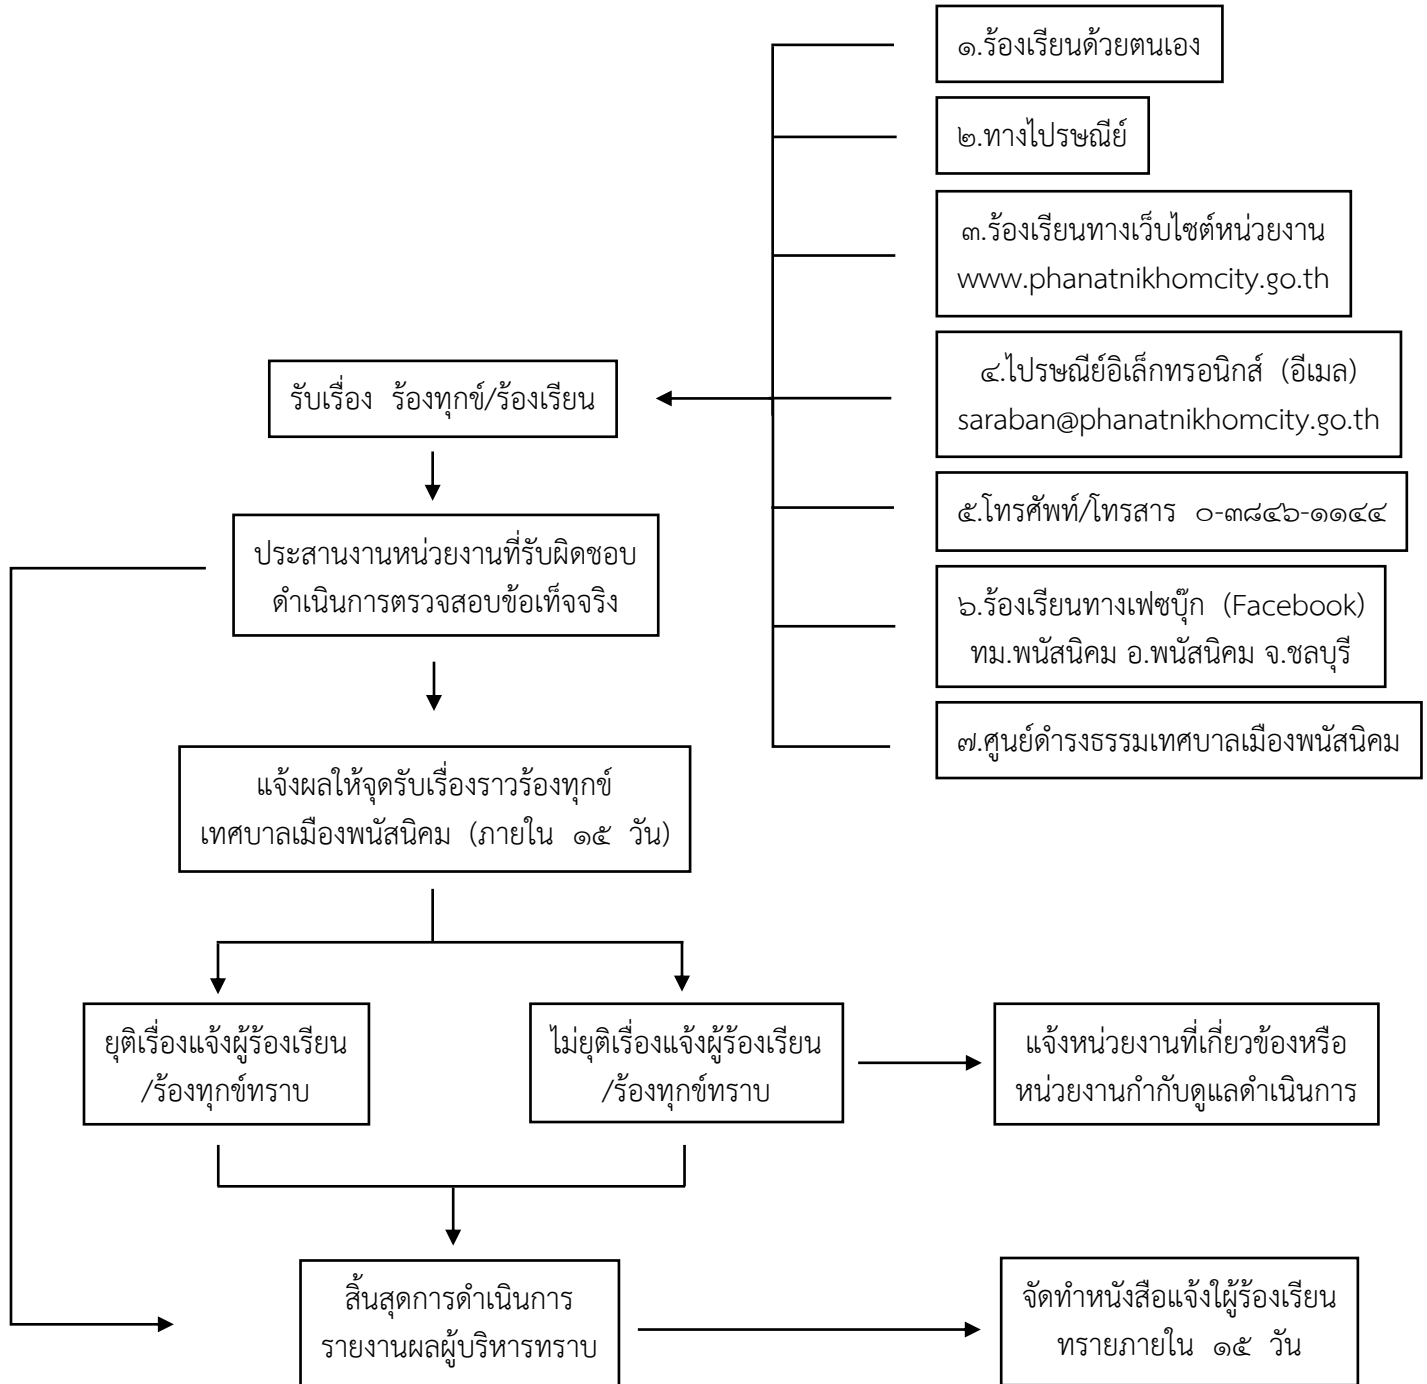 ๑.ร้องเรียนด้วยตนเอง
๒.ทางไปรษณีย์
๓.ร้องเรียนทางเว็บไซต์หน่วยงาน
www.phanatnikhomcity.go.th
๔.ไปรษณีย์อิเล็กทรอนิกส์ (อีเมล)
saraban@phanatnikhomcity.go.th
๕.โทรศัพท์/โทรสาร ๐-๓๘๔๖-๑๑๔๔
๖.ร้องเรียนทางเฟซบุ๊ก (Facebook)
ทม.พนัสนิคม อ.พนัสนิคม จ.ชลบุรี
๗.ศูนย์ดำรงธรรมเทศบาลเมืองพนัสนิคม
รับเรื่อง ร้องทุกข์/ร้องเรียน
ประสานงานหน่วยงานที่รับผิดชอบ
ดำเนินการตรวจสอบข้อเท็จจริง
แจ้งผลให้จุดรับเรื่องราวร้องทุกข์
เทศบาลเมืองพนัสนิคม (ภายใน ๑๕ วัน)
ยุติเรื่องแจ้งผู้ร้องเรียน
/ร้องทุกข์ทราบ
ไม่ยุติเรื่องแจ้งผู้ร้องเรียน
/ร้องทุกข์ทราบ
แจ้งหน่วยงานที่เกี่ยวข้องหรือ
หน่วยงานกำกับดูแลดำเนินการ
สิ้นสุดการดำเนินการ
รายงานผลผู้บริหารทราบ
จัดทำหนังสือแจ้งใผู้ร้องเรียน
ทรายภายใน ๑๕ วัน